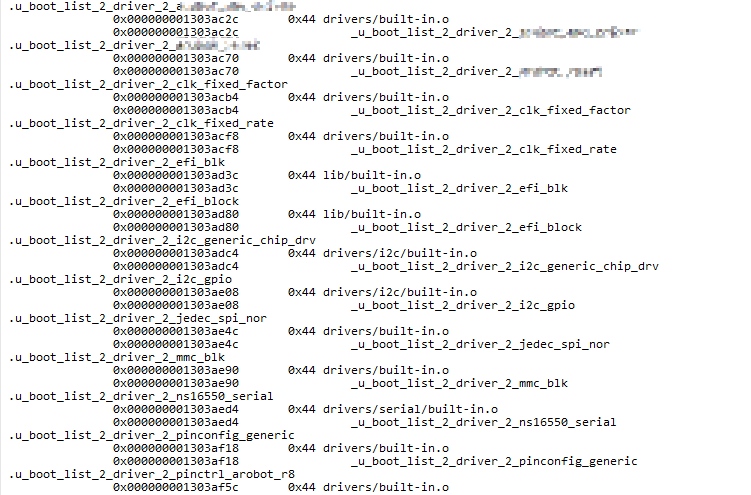 .u_boot_list_2_driver_2_a
0x000000001303ac2c 0x44 drivers/built-in.o
0x000000001303ac2c _u_boot_list_2_driver_2_
.u_boot_list_2_driver_2_
0x000000001303ac70 0x44 drivers/built-in.o
0x000000001303ac70 _u_boot_list_2_driver_2_
.u_boot_list_2_driver_2_clk_fixed_factor
0x000000001303acb4 0x44 drivers/built-in.o
0x000000001303acb4 _u_boot_list_2_driver_2_clk_fixed_factor
.u_boot_list_2_driver_2_clk_fixed_rate
0x000000001303acf8 0x44 drivers/built-in.o
0x000000001303acf8 _u_boot_list_2_driver_2_clk_fixed_rate
.u_boot_list_2_driver_2_efi_blk
0x000000001303ad3c 0x44 lib/built-in.o
0x000000001303ad3c _u_boot_list_2_driver_2_efi_blk
.u_boot_list_2_driver_2_efi_block
0x000000001303ad80 0x44 lib/built-in.o
0x000000001303ad80 _u_boot_list_2_driver_2_efi_block
.u_boot_list_2_driver_2_i2c_generic_chip_drv
0x000000001303adc4 0x44 drivers/i2c/built-in.o
0x000000001303adc4 _u_boot_list_2_driver_2_i2c_generic_chip_drv
.u_boot_list_2_driver_2_i2c_gpio
0x000000001303ae08 0x44 drivers/i2c/built-in.o
0x000000001303ae08 _u_boot_list_2_driver_2_i2c_gpio
.u_boot_list_2_driver_2_jedec_spi_nor
0x000000001303ae4c 0x44 drivers/built-in.o
0x000000001303ae4c _u_boot_list_2_driver_2_jedec_spi_nor
.u_boot_list_2_driver_2_mmc_blk
0x000000001303ae90 0x44 drivers/built-in.o
0x000000001303ae90 _u_boot_list_2_driver_2_mmc_blk
.u_boot_list_2_driver_2_ns16550_serial
0x000000001303aed4 0x44 drivers/serial/built-in.o
0x000000001303aed4 _u_boot_list_2_driver_2_ns16550_serial
.u_boot_list_2_driver_2_pinconfig_generic
0x000000001303af18 0x44 drivers/built-in.o
0x000000001303af18 _u_boot_list_2_driver_2_pinconfig_generic
.u_boot_list_2_driver_2_pinctrl_arobot_r8
0x000000001303af5c 0x44 drivers/built-in.o